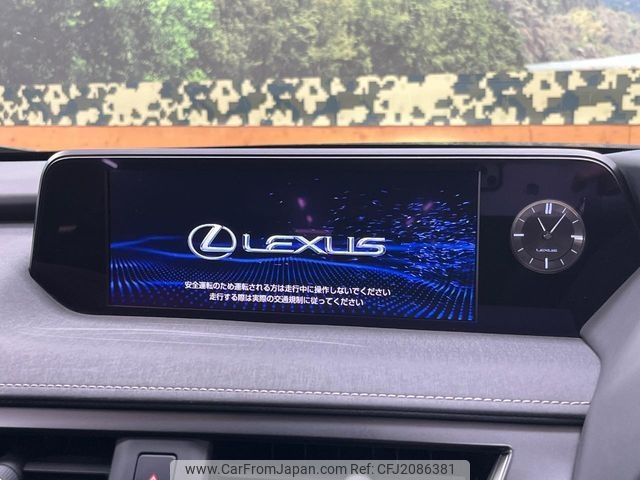 LEXUS
安全運転のため運転される方は走行中に操作しないでください
走行する際は実際の交通規制に従ってください
LEXUS
www.CarFromJapan.com Ref:CFJ2086381